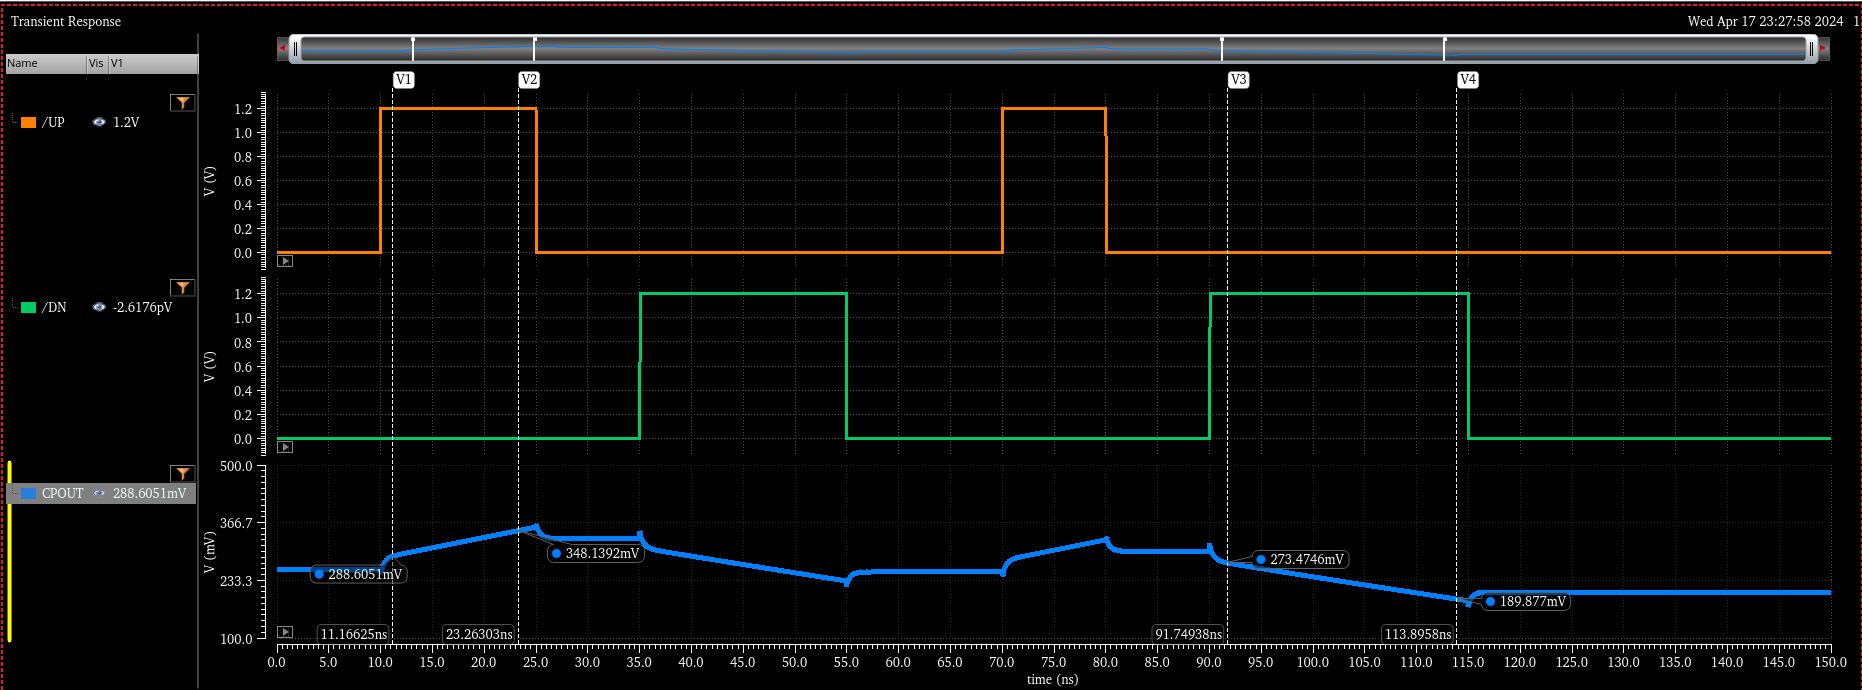 Transient Response
Wed Apr 17 23:27:58 2024 1
Name Vis V1
V1 V2 V3 V4
/UP 1.2V
1.2
1.0
0.8
0.6
0.4
0.2
0.0
V (V)
/DN -2.6176pV
1.2
1.0
0.8
0.6
0.4
0.2
0.0
V (V)
CPOUT 288.6051mV
500.0
366.7
233.3
100.0
V (mV)
288.6051mV
348.1392mV
273.4746mV
189.877mV
11.16625ns 23.26303ns 91.74938ns 113.8958ns
0.0 5.0 10.0 15.0 20.0 25.0 30.0 35.0 40.0 45.0 50.0 55.0 60.0 65.0 70.0 75.0 80.0 85.0 90.0 95.0 100.0 105.0 110.0 115.0 120.0 125.0 130.0 135.0 140.0 145.0 150.0
time (ns)